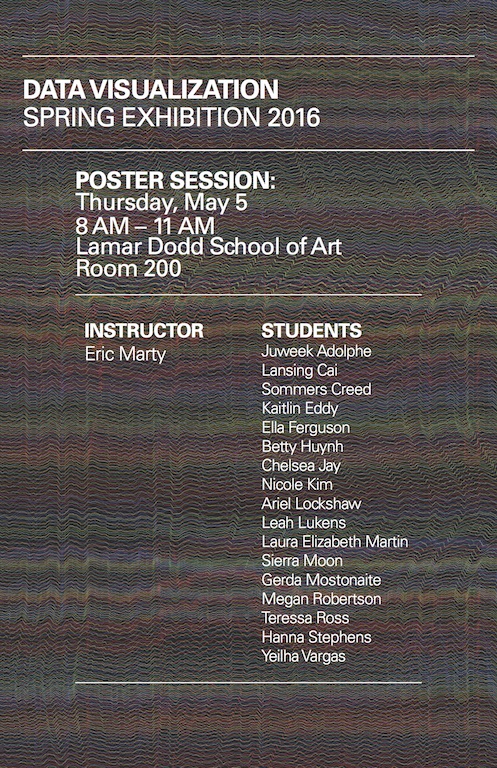 DATA VISUALIZATION
SPRING EXHIBITION 2016
POSTER SESSION:
Thursday, May 5
8 AM – 11 AM
Lamar Dodd School of Art
Room 200
INSTRUCTOR
Eric Marty
STUDENTS
Juweek Adolphe
Lansing Cai
Sommers Creed
Kaitlin Eddy
Ella Ferguson
Betty Huynh
Chelsea Jay
Nicole Kim
Ariel Lockshaw
Leah Lukens
Laura Elizabeth Martin
Sierra Moon
Gerda Mostonaite
Megan Robertson
Teressa Ross
Hanna Stephens
Yeilha Vargas